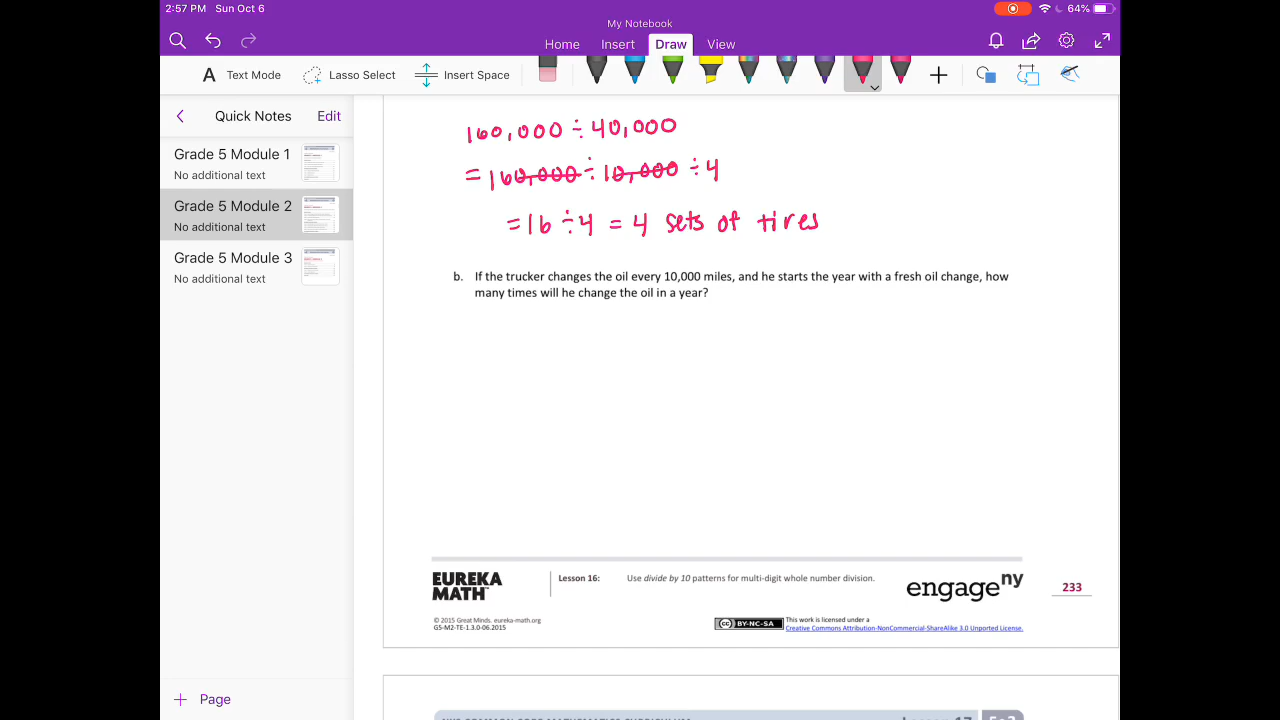 2:57 PM Sun Oct 6
64%
My Notebook
Home Insert Draw View
Text Mode Lasso Select Insert Space
Quick Notes Edit
Grade 5 Module 1
No additional text
Grade 5 Module 2
No additional text
Grade 5 Module 3
No additional text
+ Page
160,000 ÷ 40,000
= 160,000 ÷ 10,000 ÷ 4
= 16 ÷ 4 = 4 sets of tires
b. If the trucker changes the oil every 10,000 miles, and he starts the year with a fresh oil change, how
many times will he change the oil in a year?
EUREKA
MATH™
Lesson 16: Use divide by 10 patterns for multi-digit whole number division.
engageny
233
© 2015 Great Minds. eureka-math.org
G5-M2-TE-1.3.0-06.2015
cc BY-NC-SA
This work is licensed under a
Creative Commons Attribution-NonCommercial-ShareAlike 3.0 Unported License.